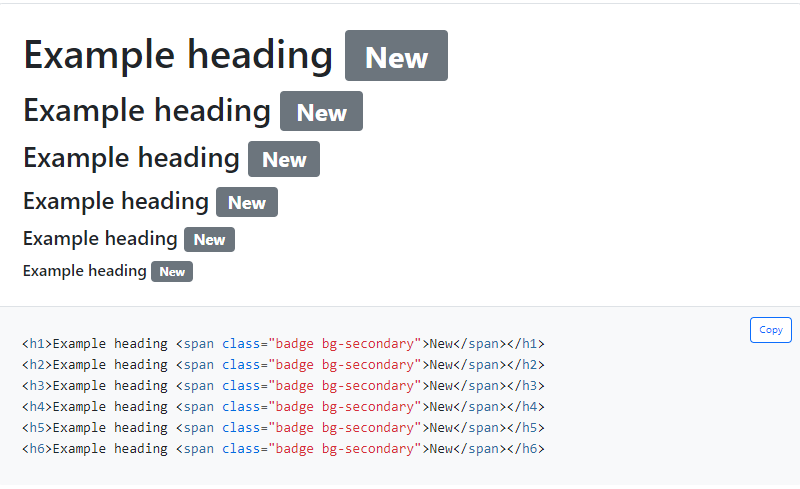 Example heading New
Example heading New
Example heading New
Example heading New
Example heading New
Example heading New
Copy
<h1>Example heading <span class="badge bg-secondary">New</span></h1>
<h2>Example heading <span class="badge bg-secondary">New</span></h2>
<h3>Example heading <span class="badge bg-secondary">New</span></h3>
<h4>Example heading <span class="badge bg-secondary">New</span></h4>
<h5>Example heading <span class="badge bg-secondary">New</span></h5>
<h6>Example heading <span class="badge bg-secondary">New</span></h6>